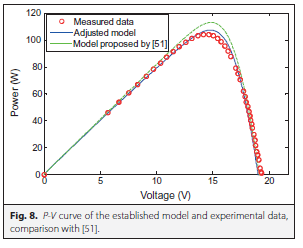 120
100
80
60
40
20
0
Power (W)
Measured data
Adjusted model
Model proposed by [51]
0 5 10 15 20
Voltage (V)
Fig. 8. P-V curve of the established model and experimental data,
comparison with [51].